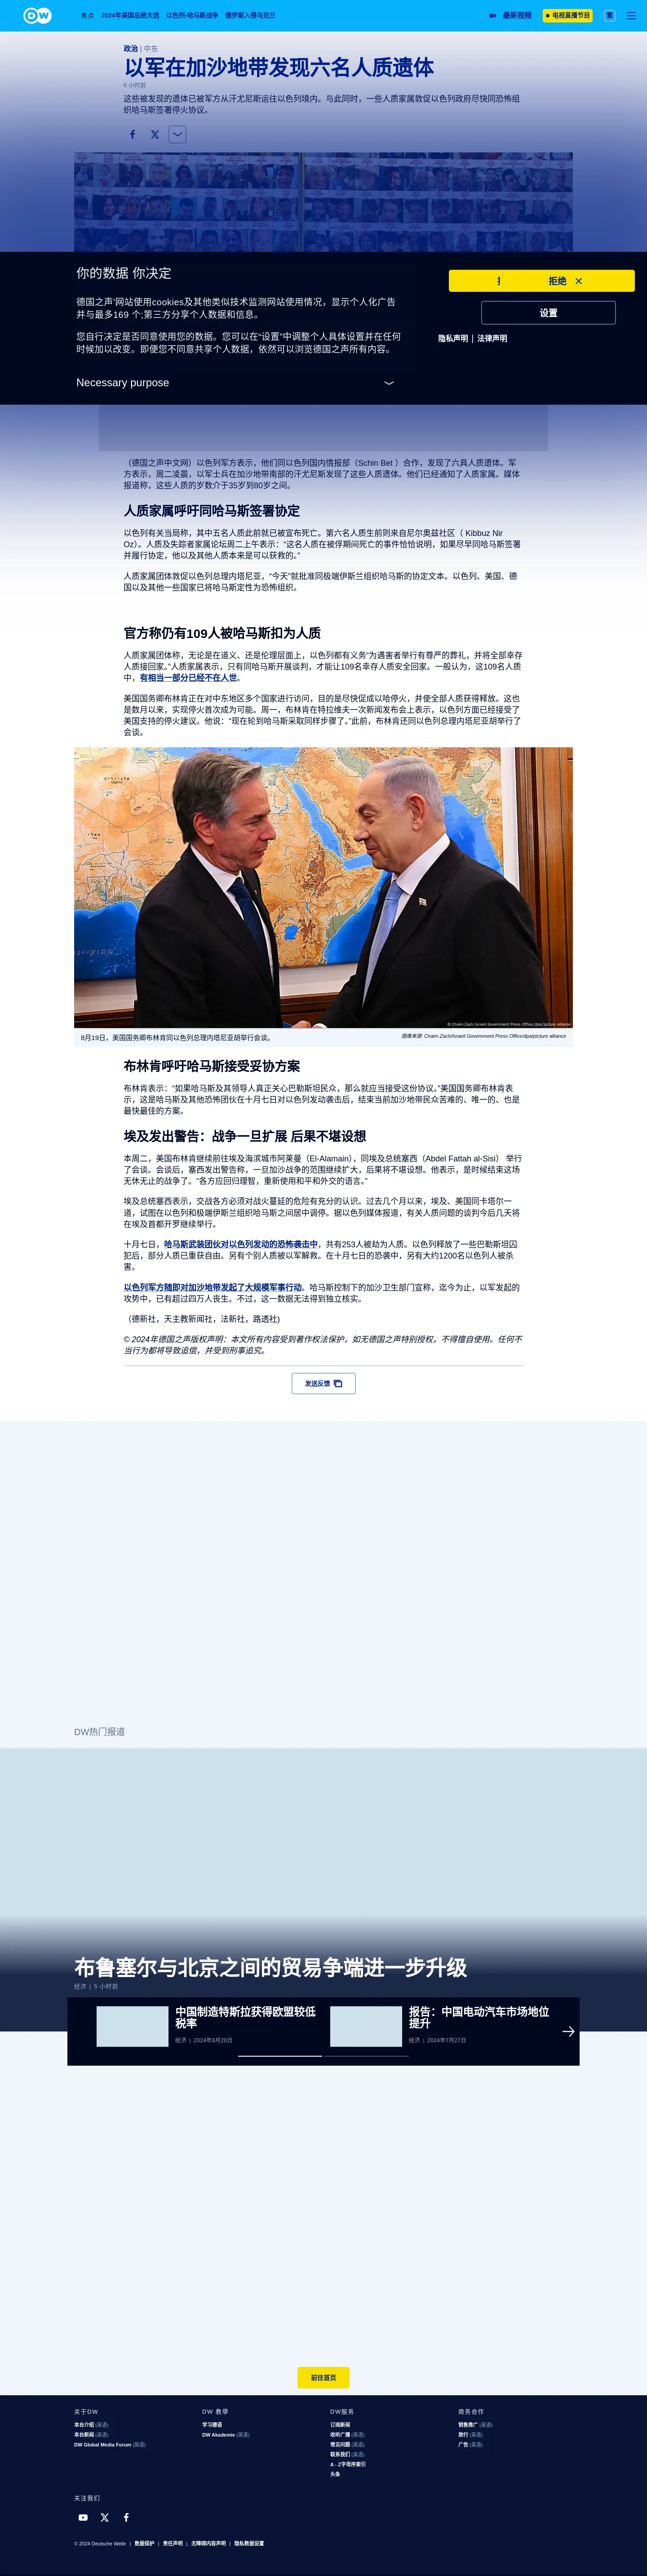 DW
焦点 2024年美国总统大选 以色列-哈马斯战争 俄罗斯入侵乌克兰
最新视频 电视直播节目 繁
政治 | 中东
以军在加沙地带发现六名人质遗体
6 小时前
这些被发现的遗体已被军方从汗尤尼斯运往以色列境内。与此同时，一些人质家属敦促以色列政府尽快同恐怖组
织哈马斯签署停火协议。
你的数据 你决定
德国之声'网站使用cookies及其他类似技术监测网站使用情况，显示个人化广告
并与最多169 个;第三方分享个人数据和信息。
您自行决定是否同意使用您的数据。您可以在“设置”中调整个人具体设置并在任何
时候加以改变。即便您不同意共享个人数据，依然可以浏览德国之声所有内容。
Necessary purpose
拒绝
设置
隐私声明 | 法律声明
（德国之声中文网）以色列军方表示，他们同以色列国内情报部（Schin Bet ）合作，发现了六具人质遗体。军
方表示，周二凌晨，以军士兵在加沙地带南部的汗尤尼斯发现了这些人质遗体。他们已经通知了人质家属。媒体
报道称，这些人质的岁数介于35岁到80岁之间。
人质家属呼吁同哈马斯签署协定
以色列有关当局称，其中五名人质此前就已被宣布死亡。第六名人质生前则来自尼尔奥兹社区（ Kibbuz Nir
Oz）。人质及失踪者家属论坛周二上午表示：“这名人质在被俘期间死亡的事件恰恰说明，如果尽早同哈马斯签署
并履行协定，他以及其他人质本来是可以获救的。”
人质家属团体敦促以色列总理内塔尼亚，“今天”就批准同极端伊斯兰组织哈马斯的协定文本。以色列、美国、德
国以及其他一些国家已将哈马斯定性为恐怖组织。
官方称仍有109人被哈马斯扣为人质
人质家属团体称，无论是在道义、还是伦理层面上，以色列都有义务“为遇害者举行有尊严的葬礼，并将全部幸存
人质接回家。”人质家属表示，只有同哈马斯开展谈判，才能让109名幸存人质安全回家。一般认为，这109名人质
中，有相当一部分已经不在人世。
美国国务卿布林肯正在对中东地区多个国家进行访问，目的是尽快促成以哈停火，并使全部人质获得释放。这也
是数月以来，实现停火首次成为可能。周一，布林肯在特拉维夫一次新闻发布会上表示，以色列方面已经接受了
美国支持的停火建议。他说：“现在轮到哈马斯采取同样步骤了。”此前，布林肯还同以色列总理内塔尼亚胡举行了
会谈。
© Chaim Zach/Israeli Government Press Office/dpa/picture alliance
8月19日，美国国务卿布林肯同以色列总理内塔尼亚胡举行会谈。
图像来源: Chaim Zach/Israeli Government Press Office/dpa/picture alliance
布林肯呼吁哈马斯接受妥协方案
布林肯表示：“如果哈马斯及其领导人真正关心巴勒斯坦民众，那么就应当接受这份协议。”美国国务卿布林肯表
示，这是哈马斯及其他恐怖团伙在十月七日对以色列发动袭击后，结束当前加沙地带民众苦难的、唯一的、也是
最快最佳的方案。
埃及发出警告：战争一旦扩展 后果不堪设想
本周二，美国布林肯继续前往埃及海滨城市阿莱曼（El-Alamain），同埃及总统塞西（Abdel Fattah al-Sisi） 举行
了会谈。会谈后，塞西发出警告称，一旦加沙战争的范围继续扩大，后果将不堪设想。他表示，是时候结束这场
无休无止的战争了。“各方应回归理智，重新使用和平和外交的语言。”
埃及总统塞西表示，交战各方必须对战火蔓延的危险有充分的认识。过去几个月以来，埃及、美国同卡塔尔一
道，试图在以色列和极端伊斯兰组织哈马斯之间居中调停。据以色列媒体报道，有关人质问题的谈判今后几天将
在埃及首都开罗继续举行。
十月七日，哈马斯武装团伙对以色列发动的恐怖袭击中，共有253人被劫为人质。以色列释放了一些巴勒斯坦囚
犯后，部分人质已重获自由。另有个别人质被以军解救。在十月七日的恐袭中，另有大约1200名以色列人被杀
害。
以色列军方随即对加沙地带发起了大规模军事行动。哈马斯控制下的加沙卫生部门宣称，迄今为止，以军发起的
攻势中，已有超过四万人丧生。不过，这一数据无法得到独立核实。
（德新社，天主教新闻社，法新社，路透社)
© 2024年德国之声版权声明：本文所有内容受到著作权法保护，如无德国之声特别授权，不得擅自使用。任何不
当行为都将导致追偿，并受到刑事追究。
发送反馈
DW热门报道
布鲁塞尔与北京之间的贸易争端进一步升级
经济 | 5 小时前
中国制造特斯拉获得欧盟较低
税率
经济 | 2024年8月20日
报告：中国电动汽车市场地位
提升
经济 | 2024年7月27日
前往首页
关于DW
本台介绍 (英语)
本台新闻 (英语)
DW Global Media Forum (英语)
DW 教學
学习德语
DW Akademie (英语)
DW服务
订阅新闻
收听广播 (英语)
常见问题 (英语)
联系我们 (英语)
A - Z字母序索引
头条
商务合作
销售推广 (英语)
旅行 (英语)
广告 (英语)
关注我们
© 2024 Deutsche Welle | 数据保护 | 责任声明 | 无障碍内容声明 | 隐私数据设置